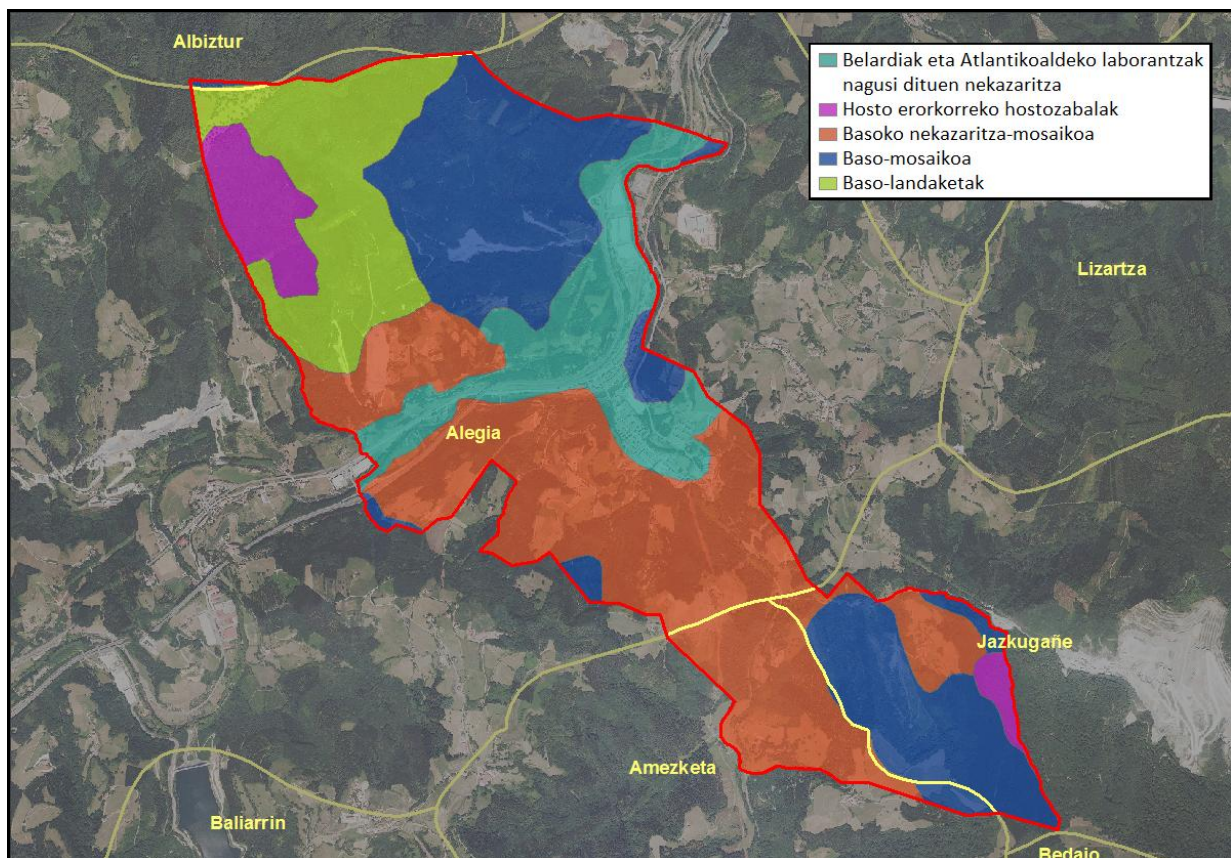 Albiztur
Belardiak eta Atlantikoaldeko laborantzak
nagusi dituen nekazaritza
Hosto erorkorreko hostozabalak
Basoko nekazaritza-mosaikoa
Baso-mosaikoa
Baso-landaketak
Lizartza
Alegia
Jazkugañe
Amezketa
Baliarrin
Bedaio